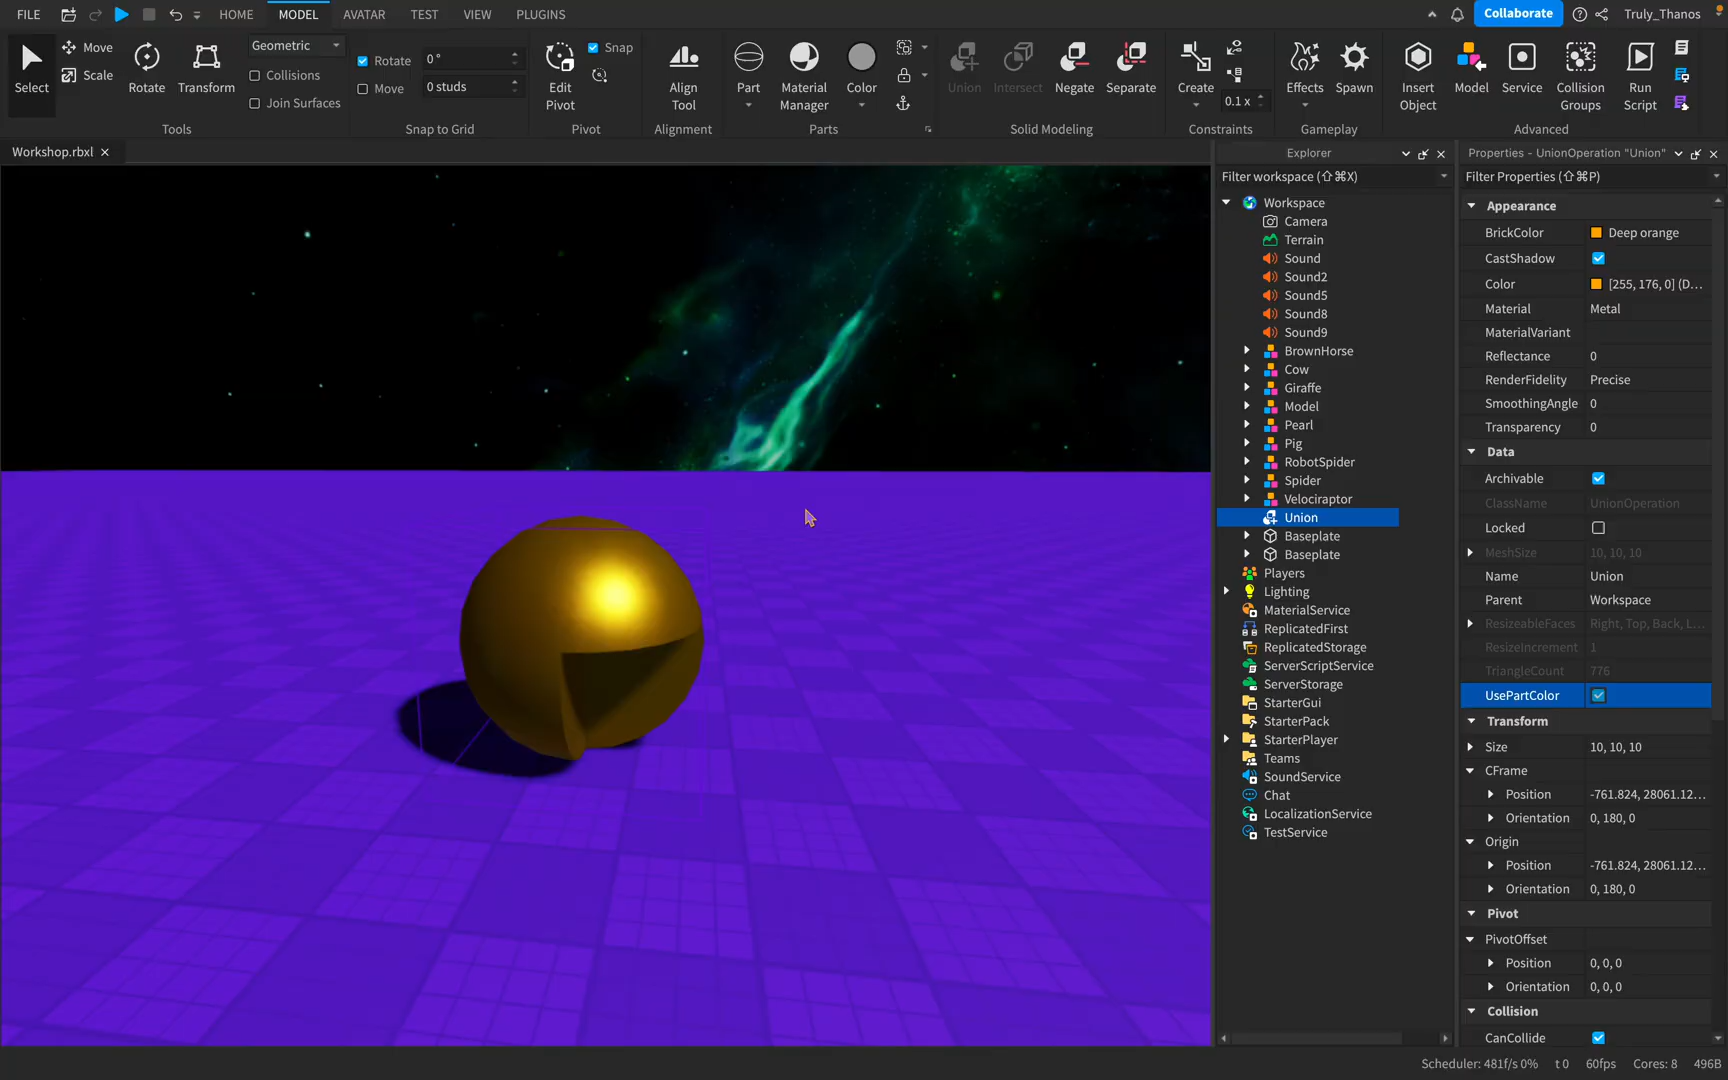 FILE HOME MODEL AVATAR TEST VIEW PLUGINS Collaborate Truly_Thanos
Select Move Scale Rotate Transform Geometric Collisions Join Surfaces Tools
Rotate 0 ° Move 0 studs Snap to Grid
Edit Pivot Snap Pivot
Align Tool Alignment
Part Material Manager Color Parts
Union Intersect Negate Separate Solid Modeling
Create 0.1 x Constraints
Effects Spawn Gameplay
Insert Object Model Service Collision Groups Run Script Advanced
Workshop.rbxl
Explorer
Filter workspace (⇧⌘X)
Workspace
Camera
Terrain
Sound
Sound2
Sound5
Sound8
Sound9
BrownHorse
Cow
Giraffe
Model
Pearl
Pig
RobotSpider
Spider
Velociraptor
Union
Baseplate
Baseplate
Players
Lighting
MaterialService
ReplicatedFirst
ReplicatedStorage
ServerScriptService
ServerStorage
StarterGui
StarterPack
StarterPlayer
Teams
SoundService
Chat
LocalizationService
TestService
Properties - UnionOperation "Union"
Filter Properties (⇧⌘P)
Appearance
BrickColor Deep orange
CastShadow
Color [255, 176, 0] (D...
Material Metal
MaterialVariant
Reflectance 0
RenderFidelity Precise
SmoothingAngle 0
Transparency 0
Data
Archivable
ClassName UnionOperation
Locked
MeshSize 10, 10, 10
Name Union
Parent Workspace
ResizeableFaces Right, Top, Back, L...
ResizeIncrement 1
TriangleCount 776
UsePartColor
Transform
Size 10, 10, 10
CFrame
Position -761.824, 28061.12...
Orientation 0, 180, 0
Origin
Position -761.824, 28061.12...
Orientation 0, 180, 0
Pivot
PivotOffset
Position 0, 0, 0
Orientation 0, 0, 0
Collision
CanCollide
Scheduler: 481f/s 0% t 0 60fps Cores: 8 496B